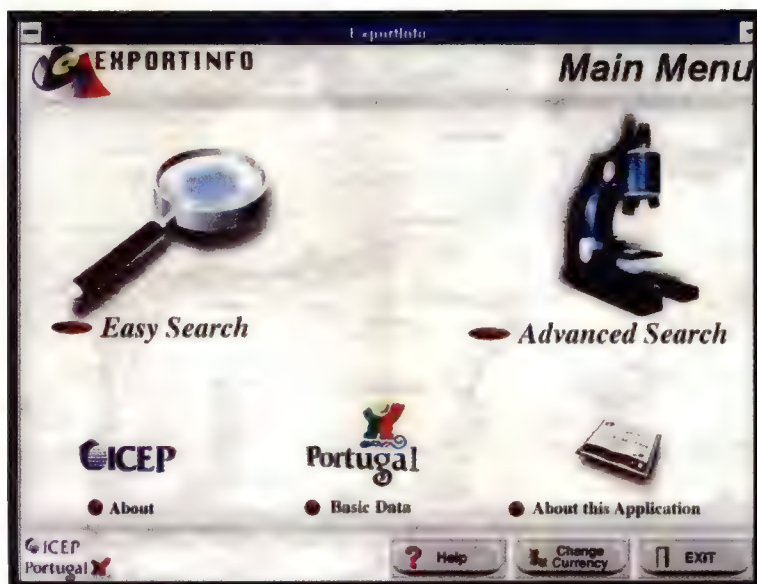 ExportInfo
EXPORTINFO
Main Menu
Easy Search
Advanced Search
ICEP
Portugal
About
Basic Data
About this Application
ICEP
Portugal
? Help
Change
Currency
EXIT